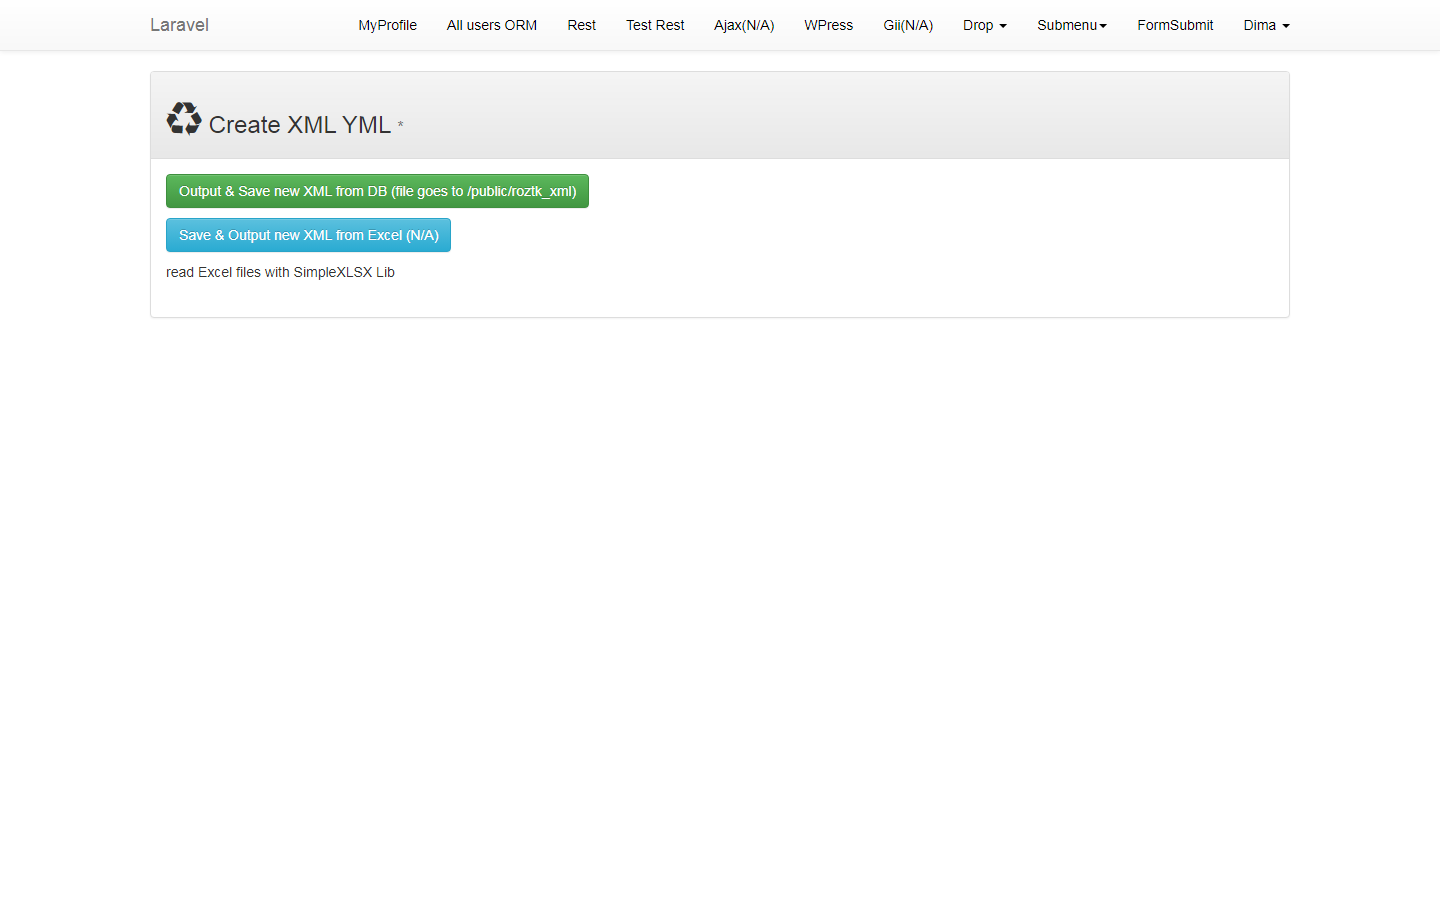 Laravel MyProfile All users ORM Rest Test Rest Ajax(N/A) WPress Gii(N/A) Drop Submenu FormSubmit Dima
Create XML YML *
Output & Save new XML from DB (file goes to /public/roztk_xml)
Save & Output new XML from Excel (N/A)
read Excel files with SimpleXLSX Lib